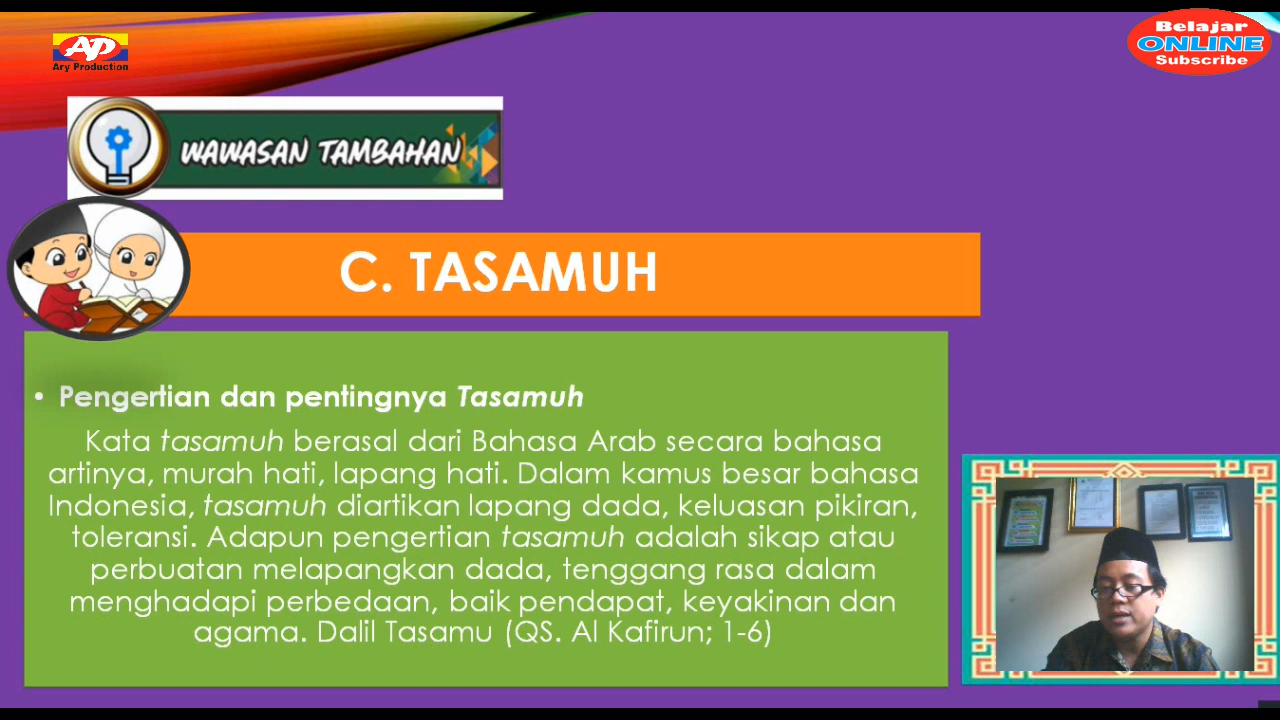 AP
Ary Production
Belajar
ONLINE
Subscribe
WAWASAN TAMBAHAN
C. TASAMUH
• Pengertian dan pentingnya Tasamuh
Kata tasamuh berasal dari Bahasa Arab secara bahasa
artinya, murah hati, lapang hati. Dalam kamus besar bahasa
Indonesia, tasamuh diartikan lapang dada, keluasan pikiran,
toleransi. Adapun pengertian tasamuh adalah sikap atau
perbuatan melapangkan dada, tenggang rasa dalam
menghadapi perbedaan, baik pendapat, keyakinan dan
agama. Dalil Tasamu (QS. Al Kafirun; 1-6)